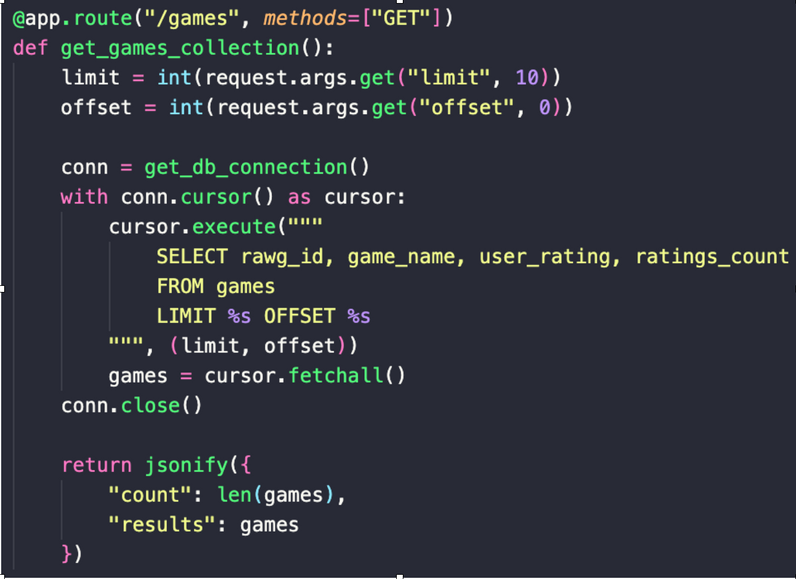 @app.route("/games", methods=["GET"])
def get_games_collection():
    limit = int(request.args.get("limit", 10))
    offset = int(request.args.get("offset", 0))

    conn = get_db_connection()
    with conn.cursor() as cursor:
        cursor.execute("""
            SELECT rawg_id, game_name, user_rating, ratings_count
            FROM games
            LIMIT %s OFFSET %s
        """, (limit, offset))
        games = cursor.fetchall()
    conn.close()

    return jsonify({
        "count": len(games),
        "results": games
    })